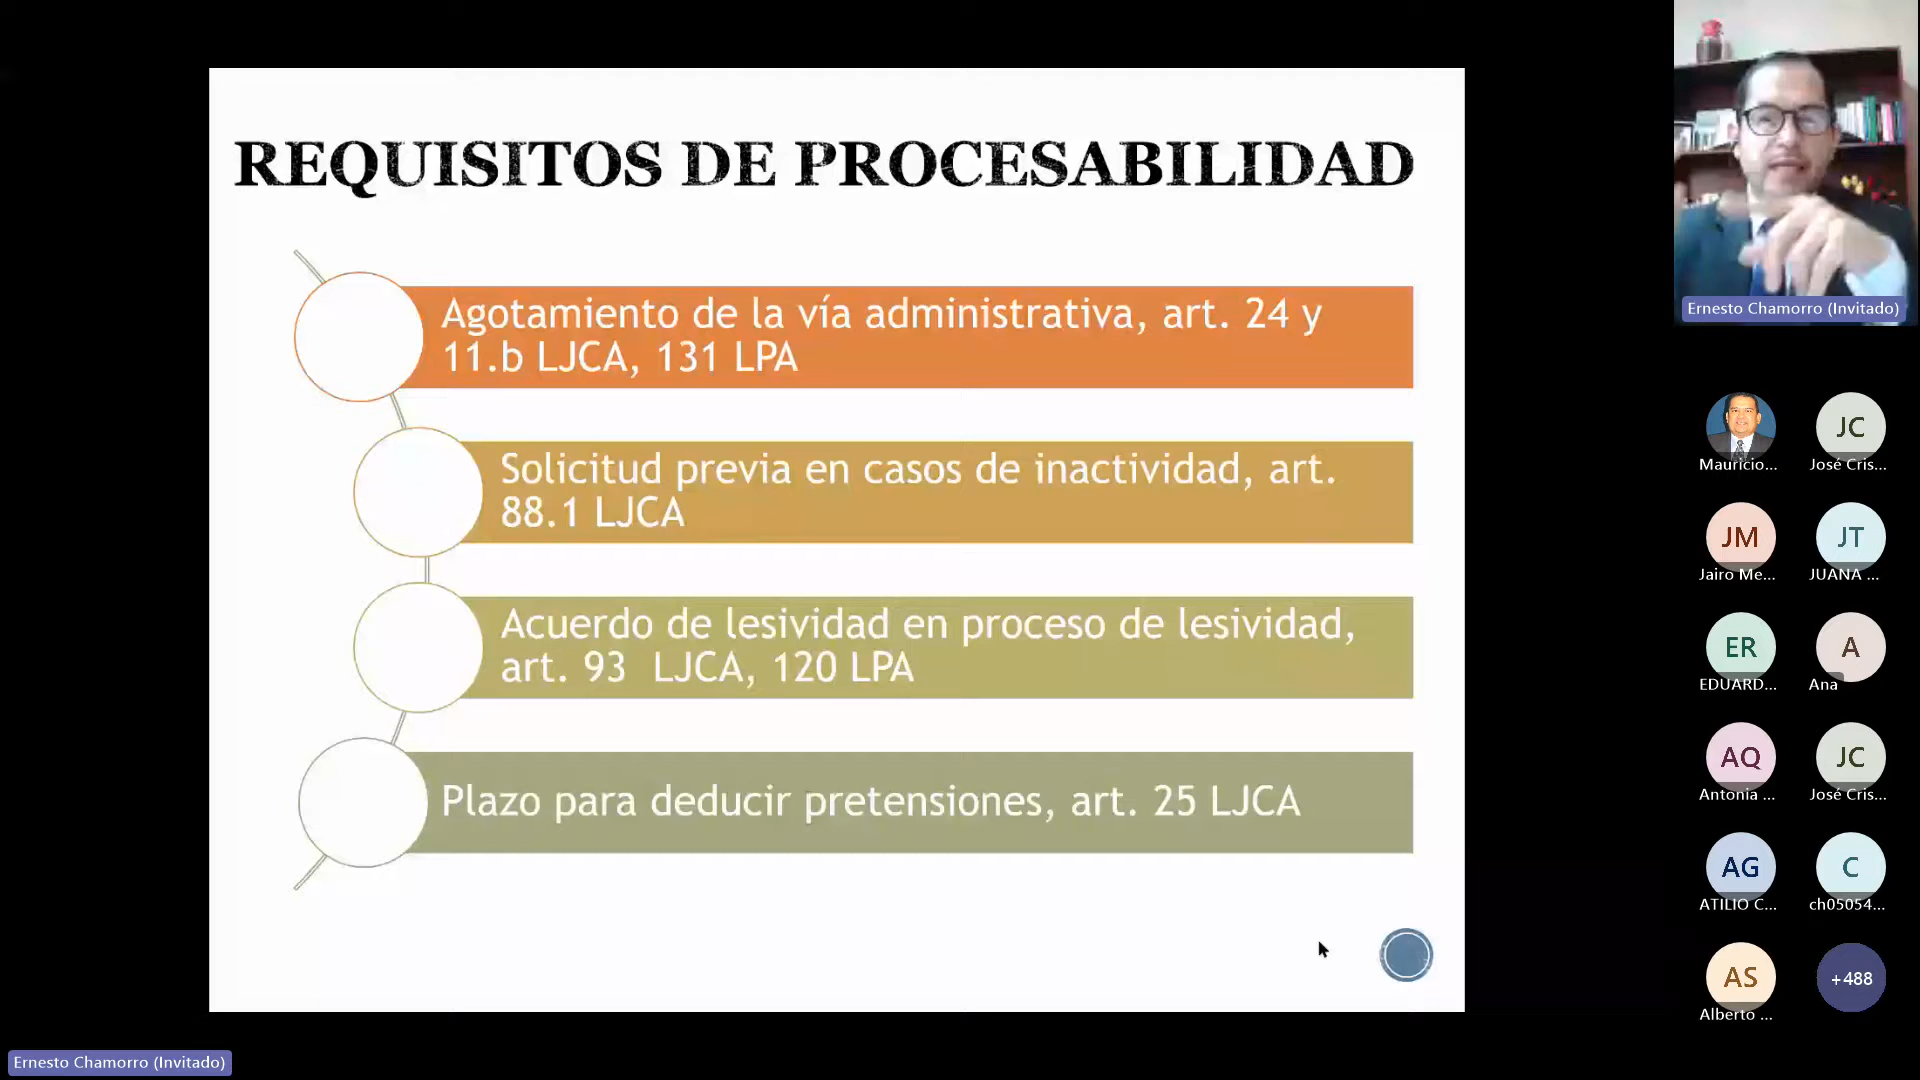 REQUISITOS DE PROCESABILIDAD
Agotamiento de la vía administrativa, art. 24 y
11.b LJCA, 131 LPA
Solicitud previa en casos de inactividad, art.
88.1 LJCA
Acuerdo de lesividad en proceso de lesividad,
art. 93 LJCA, 120 LPA
Plazo para deducir pretensiones, art. 25 LJCA
Ernesto Chamorro (Invitado)
Mauricio...
JC
José Cris...
JM
Jairo Me...
JT
JUANA ...
ER
EDUARD...
A
Ana
AQ
Antonia ...
JC
José Cris...
AG
ATILIO C...
C
ch05054...
AS
Alberto ...
+488
Ernesto Chamorro (Invitado)